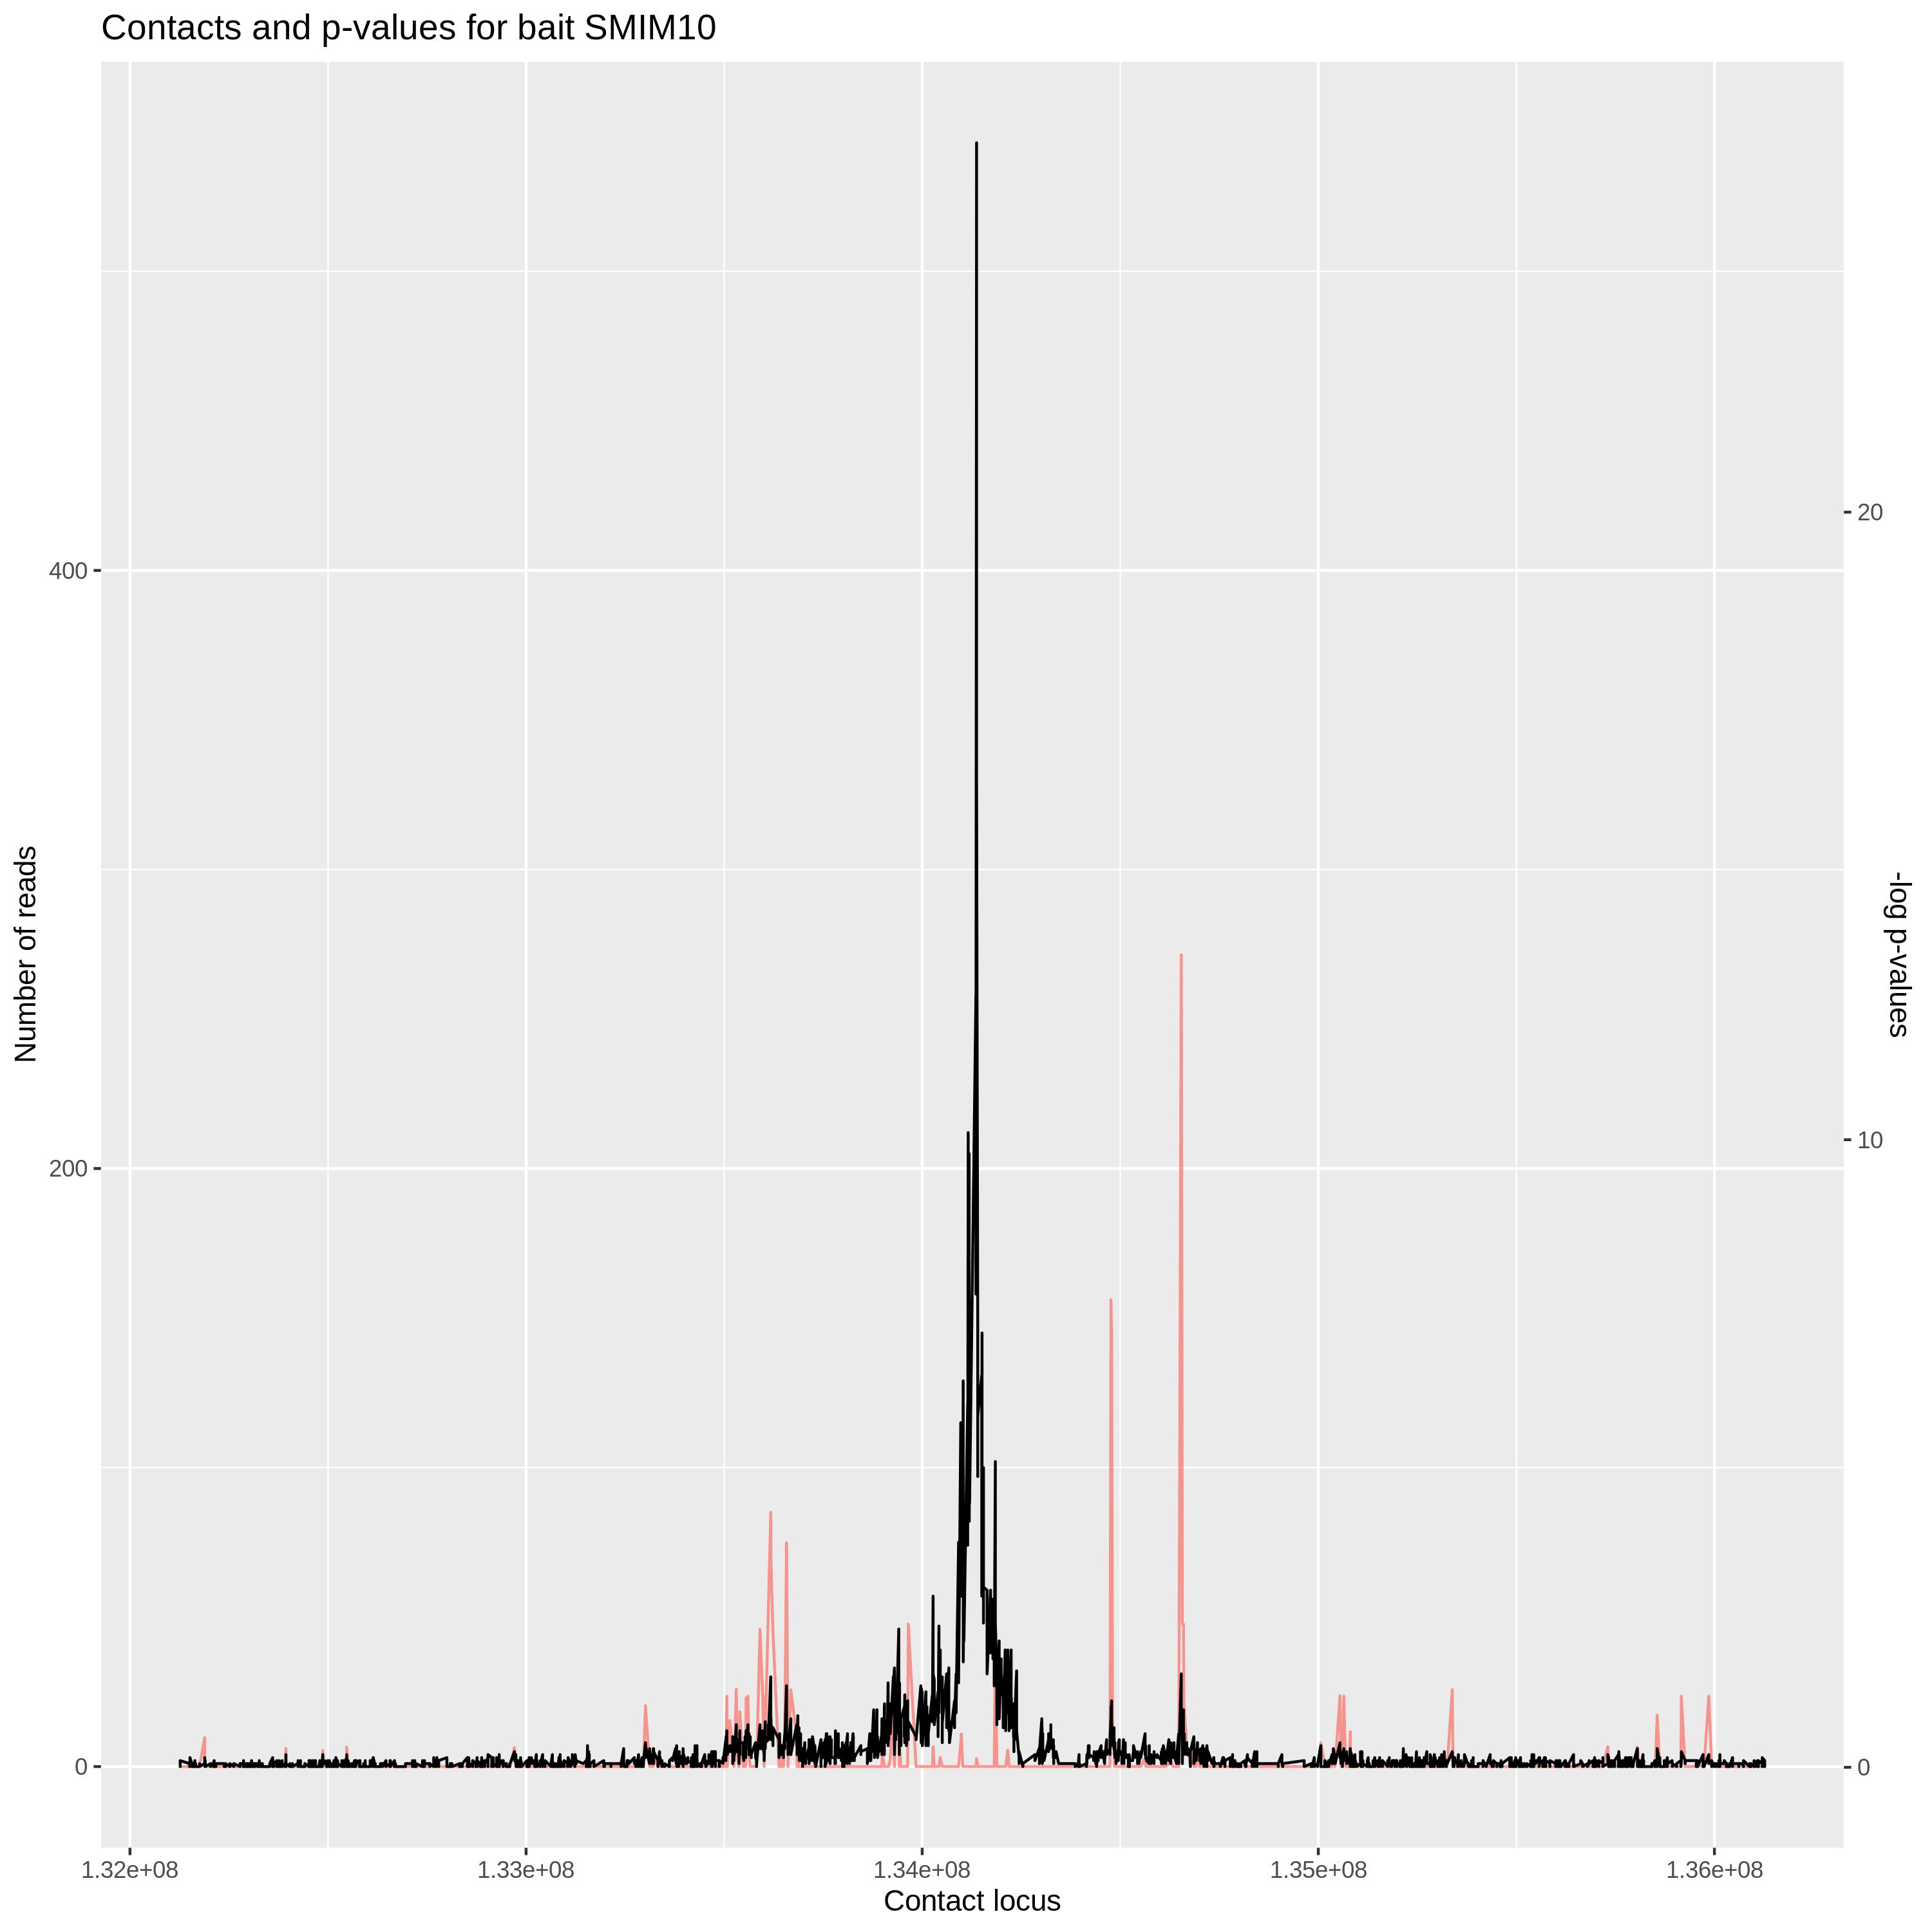 Contacts and p-values for bait SMIM10
Number of reads
400
200
0
20
10
0
-log p-values
1.32e+08
1.33e+08
1.34e+08
1.35e+08
1.36e+08
Contact locus